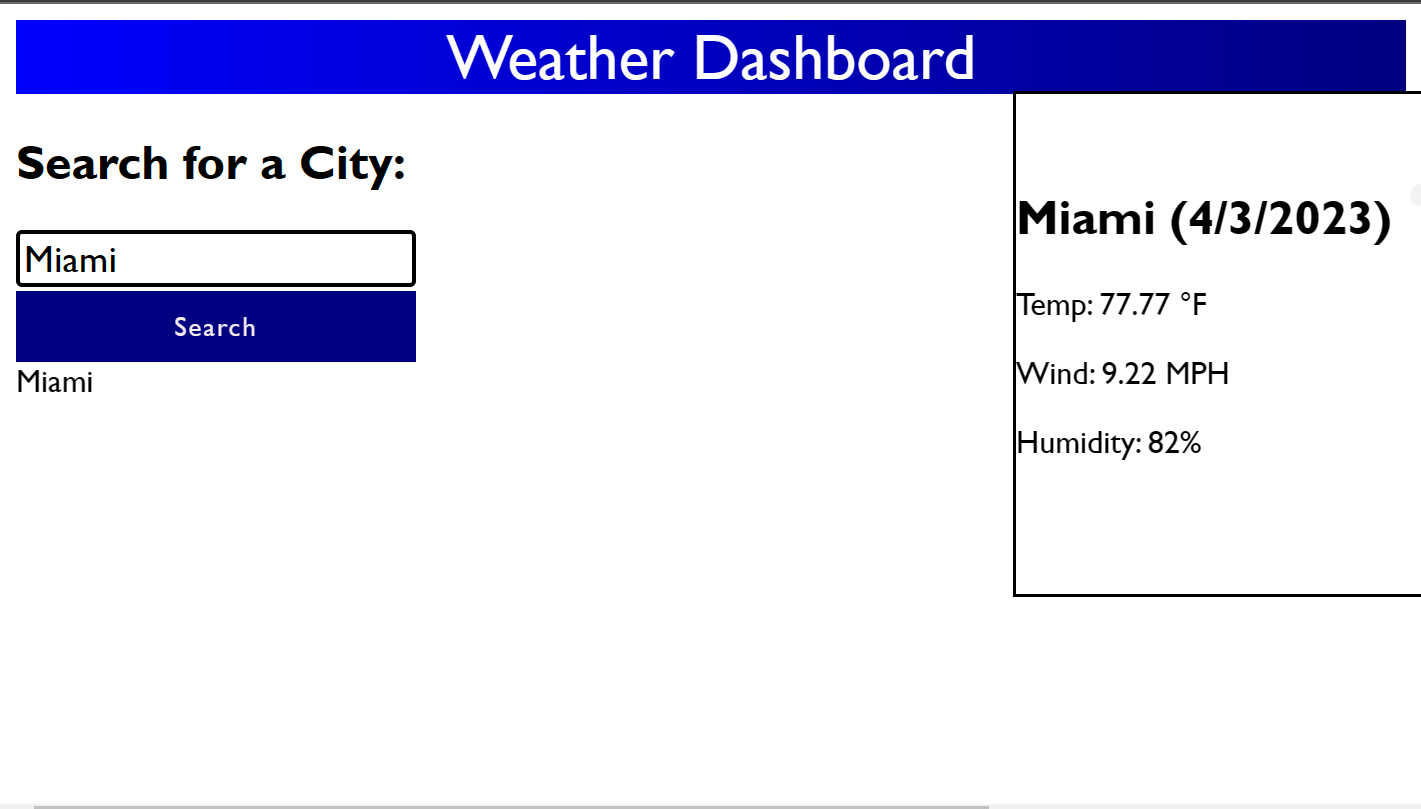 Weather Dashboard
Search for a City:
Miami
Search
Miami
Miami (4/3/2023)
Temp: 77.77 °F
Wind: 9.22 MPH
Humidity: 82%